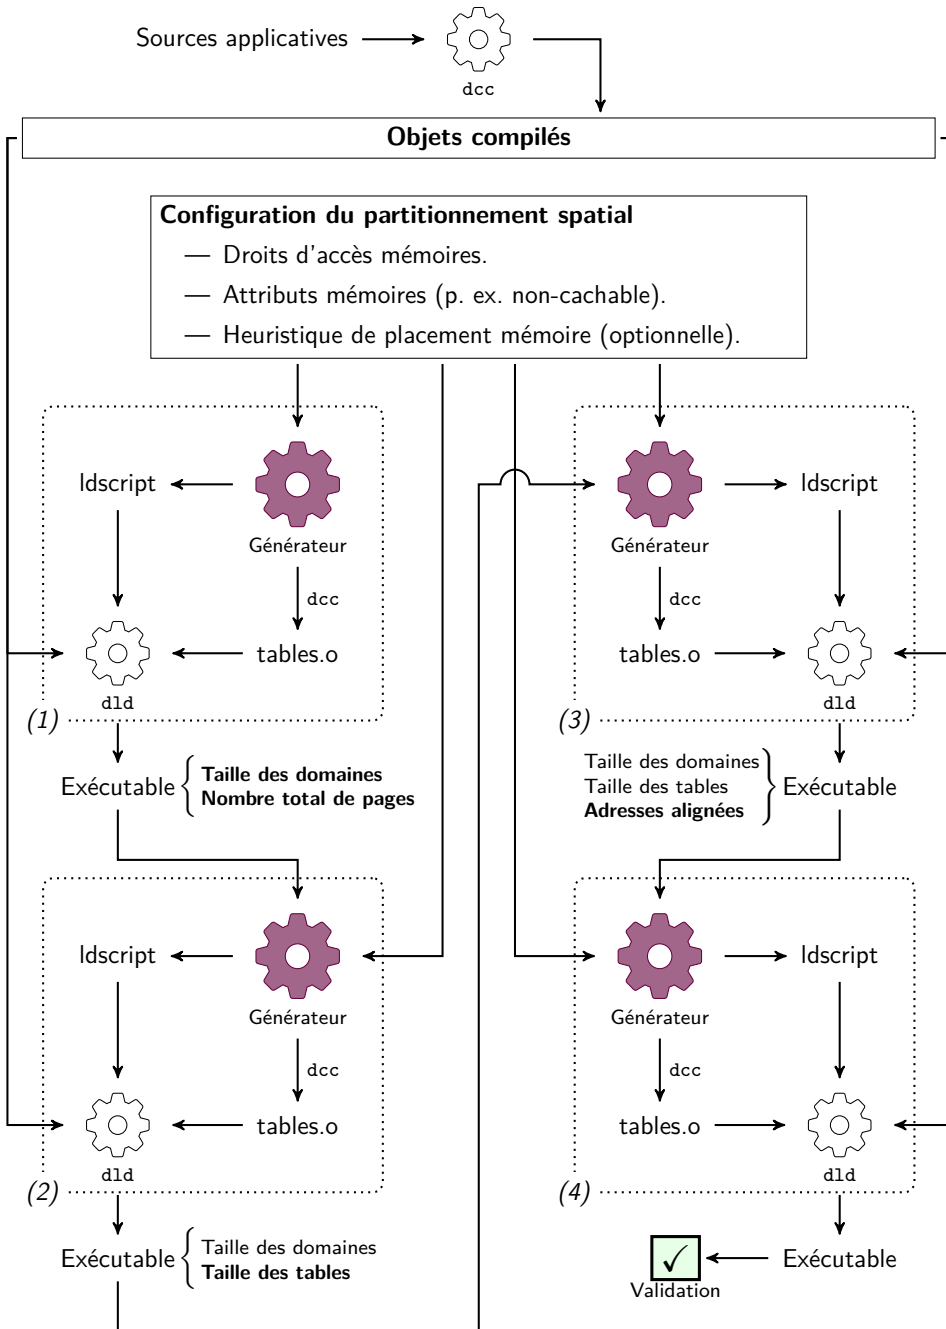 Sources applicatives
dcc
Objets compilés
Configuration du partitionnement spatial
— Droits d'accès mémoires.
— Attributs mémoires (p. ex. non-cachable).
— Heuristique de placement mémoire (optionnelle).
ldscript
Générateur
dcc
tables.o
dld
(1)
Exécutable
Taille des domaines
Nombre total de pages
ldscript
Générateur
dcc
tables.o
dld
(2)
Exécutable
Taille des domaines
Taille des tables
ldscript
Générateur
dcc
tables.o
dld
(3)
Taille des domaines
Taille des tables
Adresses alignées
Exécutable
ldscript
Générateur
dcc
tables.o
dld
(4)
Exécutable
Validation